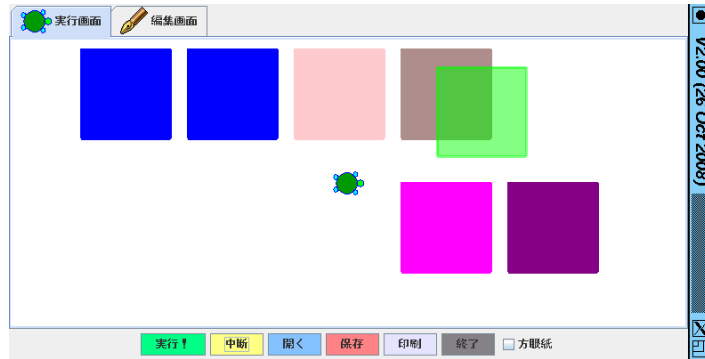 実行画面
編集画面
実行！
中断
開く
保存
印刷
終了
方眼紙
V2.00 (26 Oct 2008)